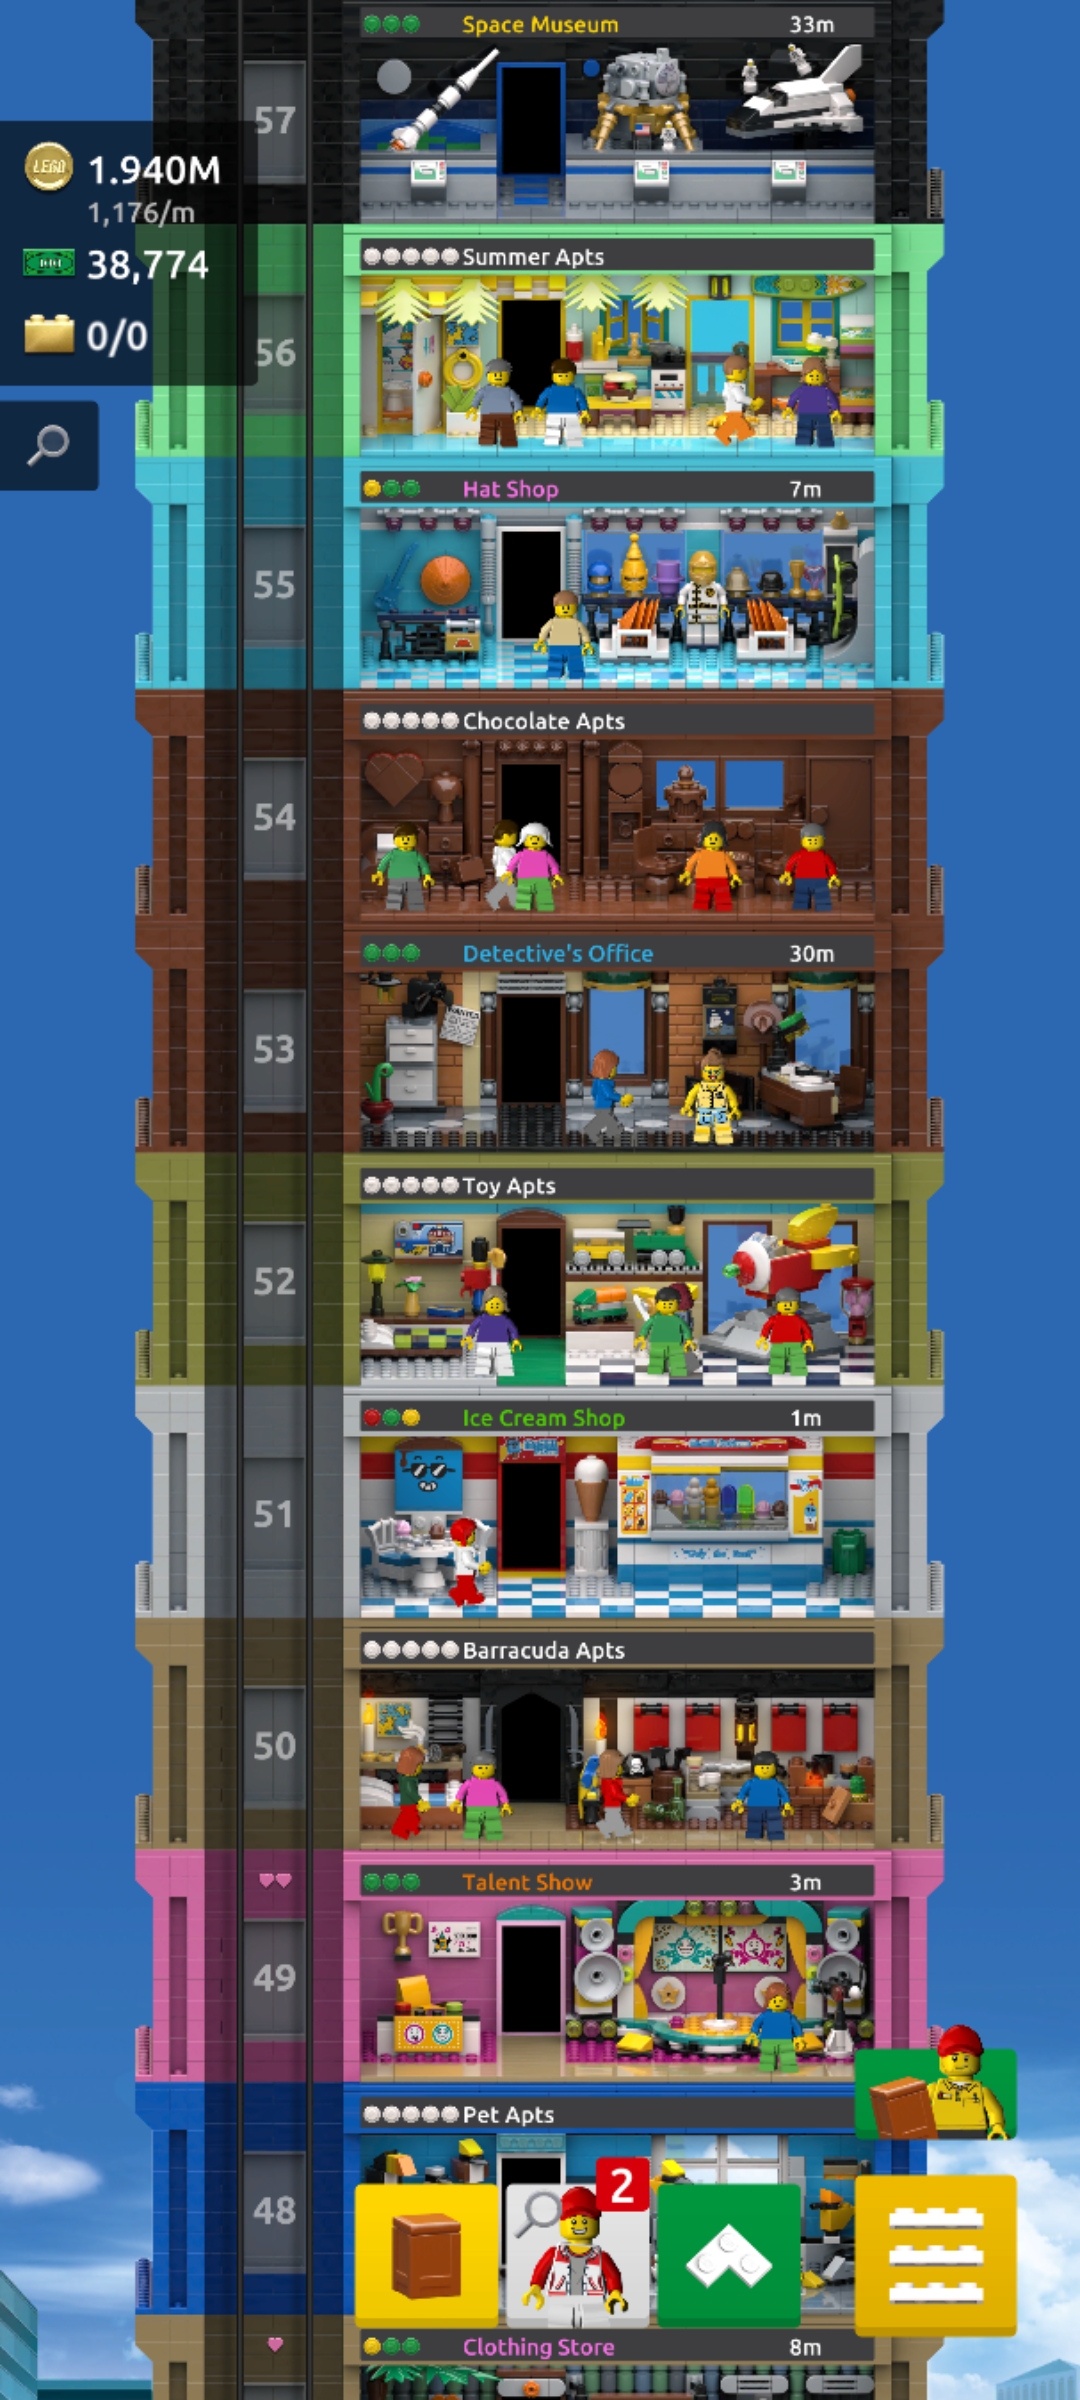 Space Museum 33m
57
LEGO 1.940M
1,176/m
38,774
0/0
Summer Apts
56
Hat Shop 7m
55
Chocolate Apts
54
Detective's Office 30m
WANTED
53
Toy Apts
52
Ice Cream Shop 1m
51
Barracuda Apts
50
Talent Show 3m
49
Pet Apts
48
2
Clothing Store 8m